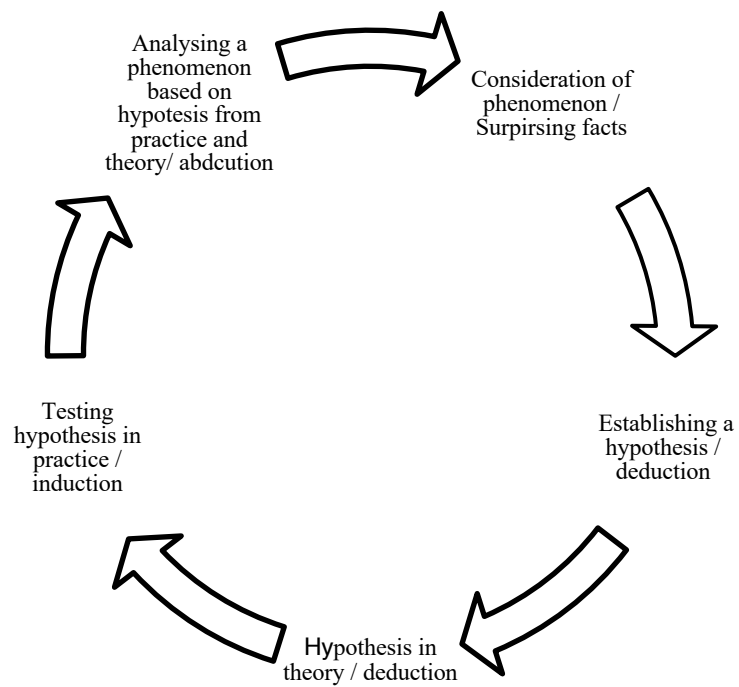 Analysing a
phenomenon
based on
hypotesis from
practice and
theory/ abdcution
Consideration of
phenomenon /
Surpirsing facts
Establishing a
hypothesis /
deduction
Hypothesis in
theory / deduction
Testing
hypothesis in
practice /
induction